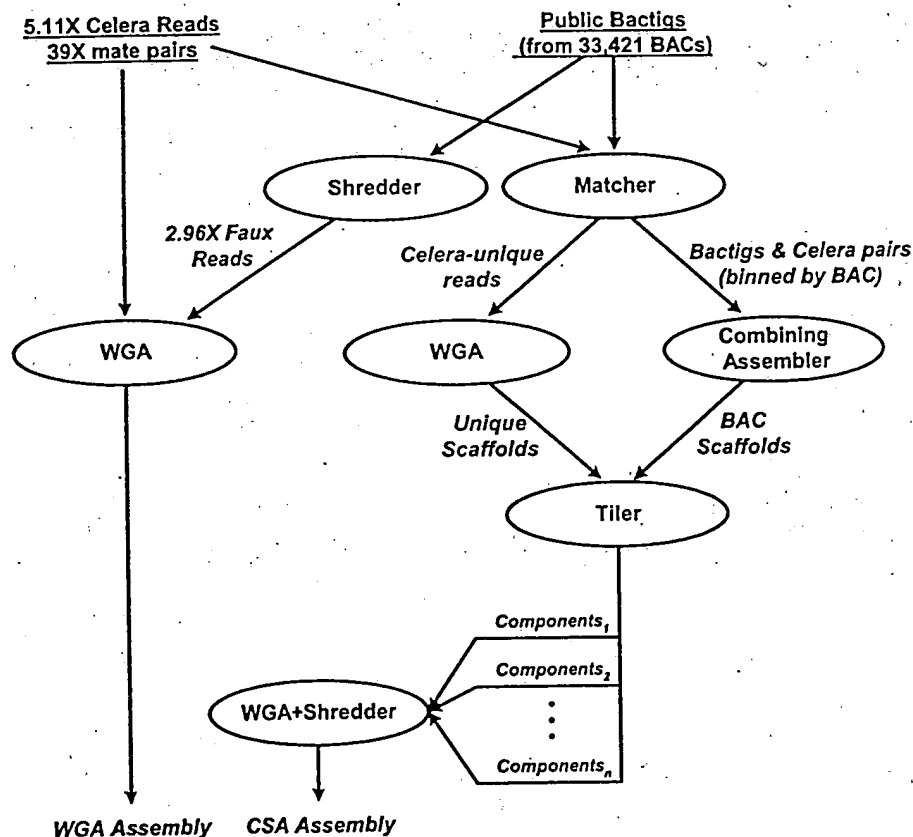 5.11X Celera Reads
39X mate pairs
Public Bactigs
(from 33,421 BACs)
Shredder
Matcher
2.96X Faux
Reads
Celera-unique
reads
Bactigs & Celera pairs
(binned by BAC)
WGA
WGA
Combining
Assembler
Unique
Scaffolds
BAC
Scaffolds
Tiler
Components1
Components2
WGA+Shredder
Componentsn
WGA Assembly
CSA Assembly